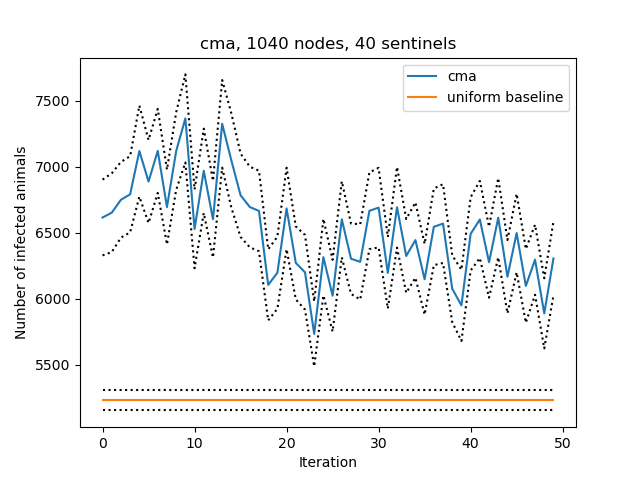 cma, 1040 nodes, 40 sentinels
cma
uniform baseline
7500
7000
6500
6000
5500
Number of infected animals
0 10 20 30 40 50
Iteration